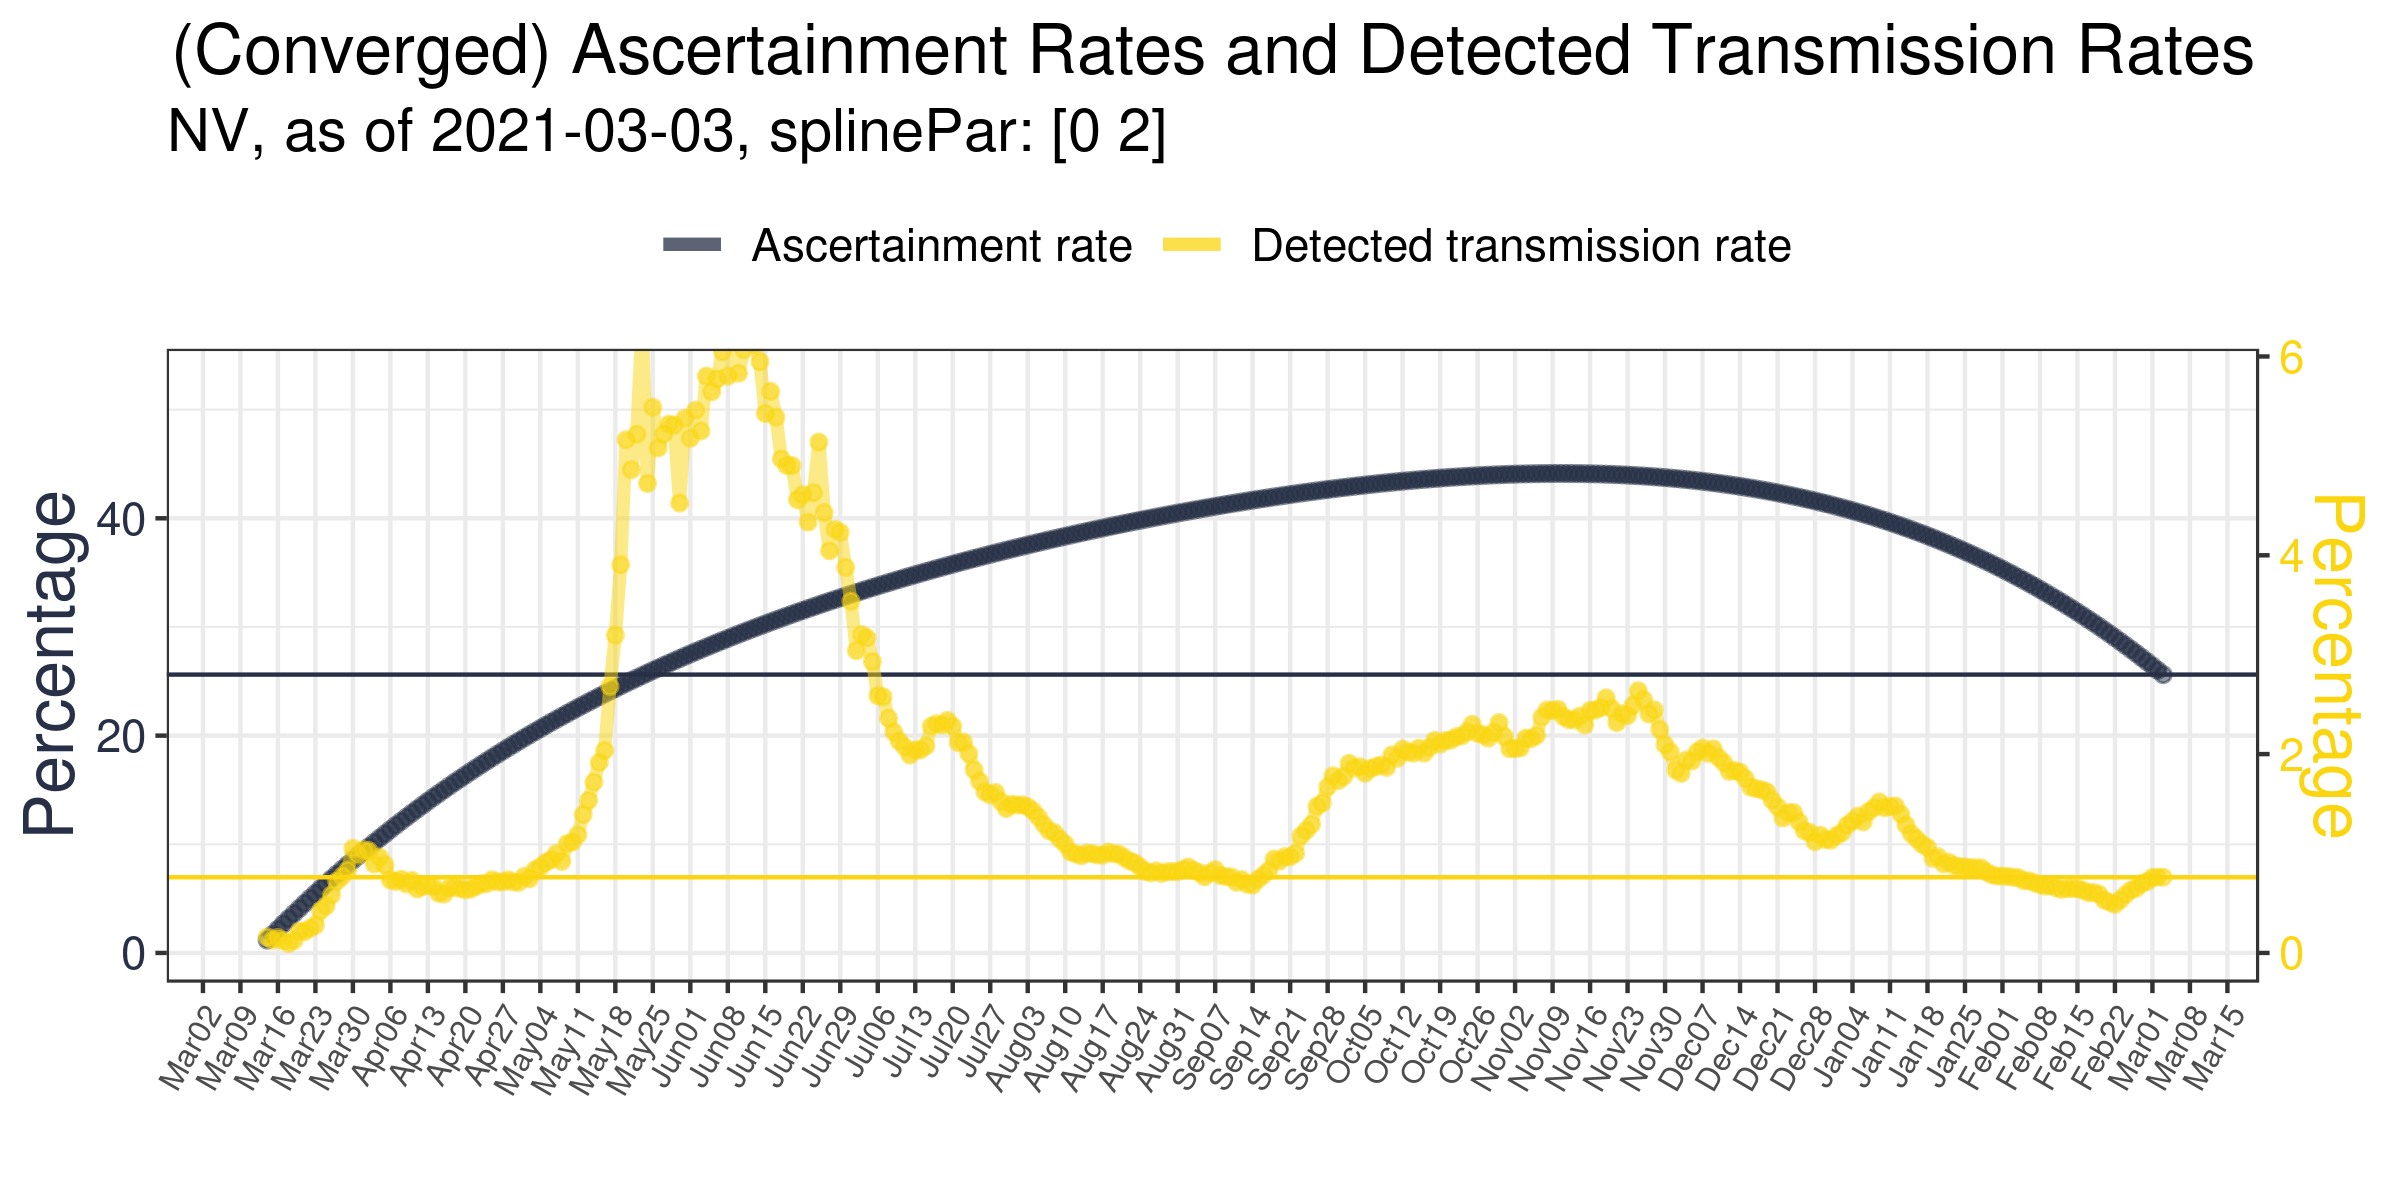 (Converged) Ascertainment Rates and Detected Transmission Rates
NV, as of 2021-03-03, splinePar: [0 2]
Ascertainment rate Detected transmission rate
Percentage
40
20
0
6
4
2
0
Percentage
Mar02 Mar09 Mar16 Mar23 Mar30 Apr06 Apr13 Apr20 Apr27 May04 May11 May18 May25 Jun01 Jun08 Jun15 Jun22 Jun29 Jul06 Jul13 Jul20 Jul27 Aug03 Aug10 Aug17 Aug24 Aug31 Sep07 Sep14 Sep21 Sep28 Oct05 Oct12 Oct19 Oct26 Nov02 Nov09 Nov16 Nov23 Nov30 Dec07 Dec14 Dec21 Dec28 Jan04 Jan11 Jan18 Jan25 Feb01 Feb08 Feb15 Feb22 Mar01 Mar08 Mar15